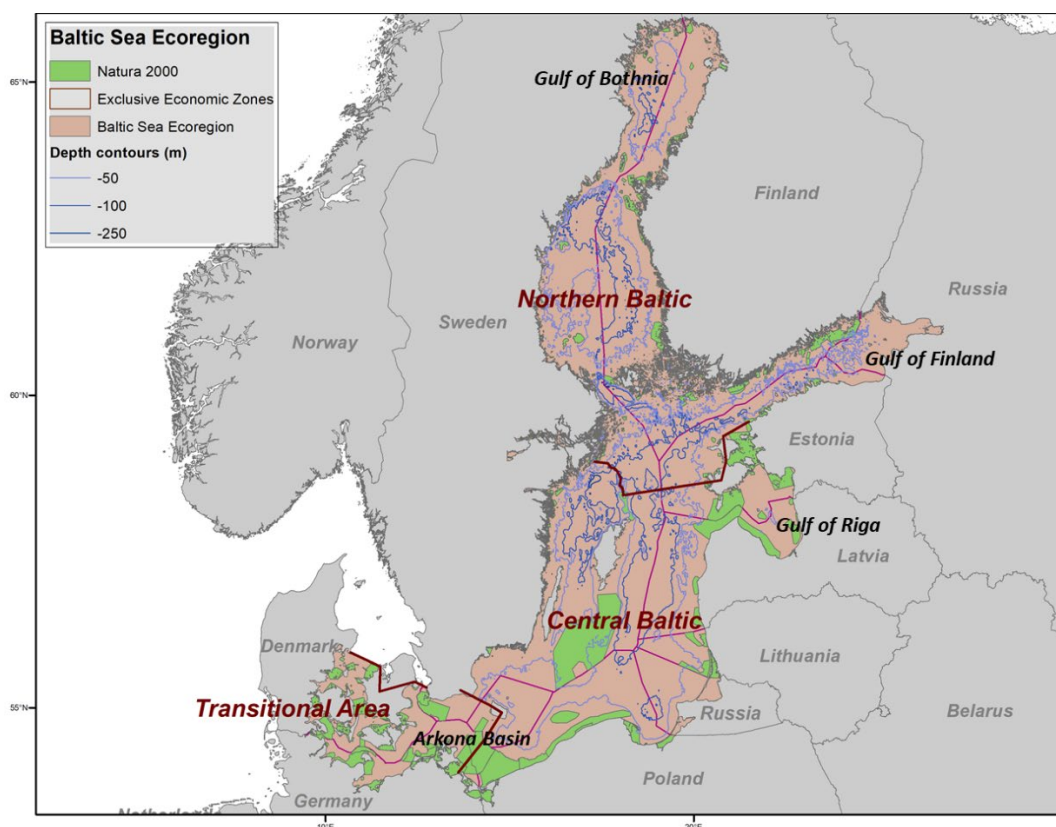 Baltic Sea Ecoregion
Natura 2000
Exclusive Economic Zones
Baltic Sea Ecoregion
Depth contours (m)
-50
-100
-250
65°N
Gulf of Bothnia
Finland
Northern Baltic
Russia
Sweden
Norway
Gulf of Finland
60°N
Estonia
Gulf of Riga
Latvia
Central Baltic
Denmark
Lithuania
55°N
Transitional Area
Russia
Belarus
Arkona Basin
Poland
Germany
Netherlands